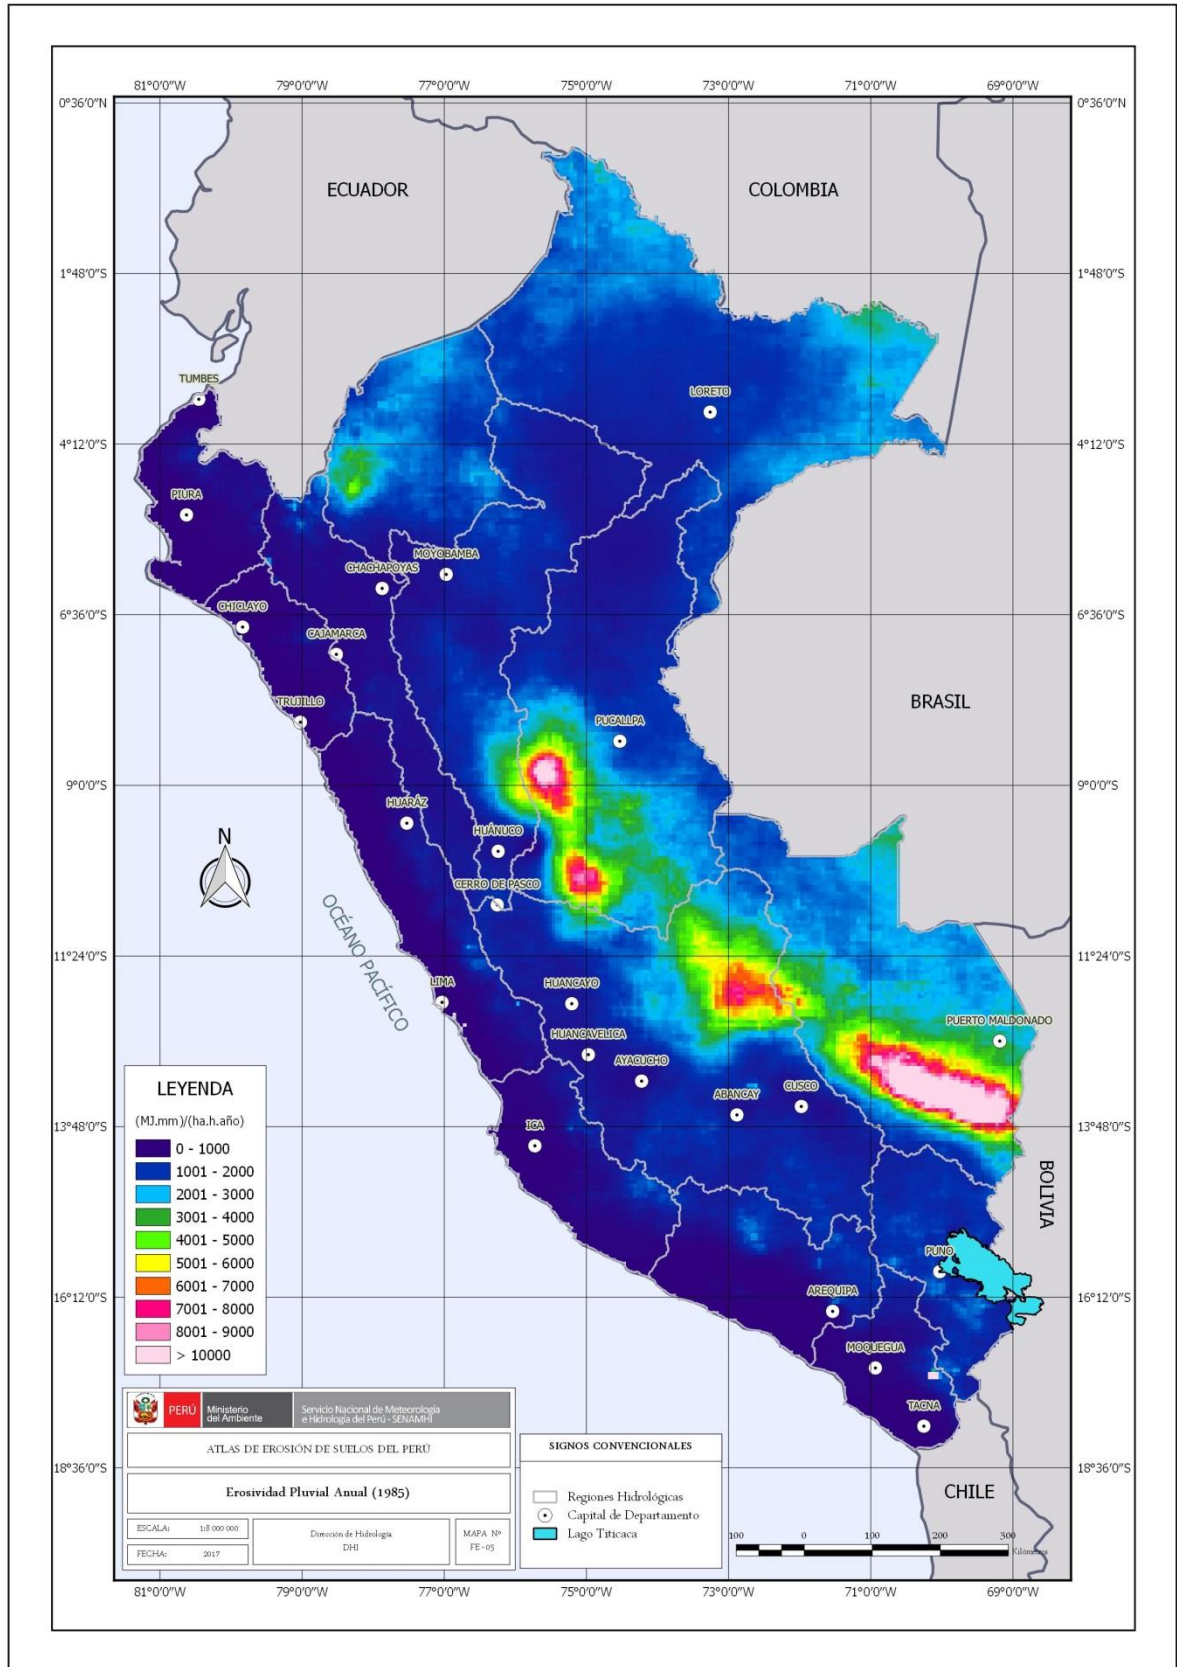 81°0'0"W 79°0'0"W 77°0'0"W 75°0'0"W 73°0'0"W 71°0'0"W 69°0'0"W
0°36'0"N 0°36'0"N
ECUADOR
COLOMBIA
1°48'0"S 1°48'0"S
TUMBES
LORETO
4°12'0"S 4°12'0"S
PIURA
MOYOBAMBA
CHACHAPOYAS
6°36'0"S 6°36'0"S
CHICLAYO
CAJAMARCA
BRASIL
TRUJILLO
PUCALLPA
9°0'0"S 9°0'0"S
HUARÁZ
HUÁNUCO
N
CERRO DE PASCO
OCÉANO PACÍFICO
11°24'0"S 11°24'0"S
LIMA
HUANCAYO
PUERTO MALDONADO
HUANCAVELICA
AYACUCHO
ABANCAY
CUSCO
13°48'0"S 13°48'0"S
ICA
BOLIVIA
PUNO
16°12'0"S 16°12'0"S
AREQUIPA
MOQUEGUA
TACNA
18°36'0"S 18°36'0"S
CHILE
LEYENDA
(MJ.mm)/(ha.h.año)
0 - 1000
1001 - 2000
2001 - 3000
3001 - 4000
4001 - 5000
5001 - 6000
6001 - 7000
7001 - 8000
8001 - 9000
> 10000
PERÚ
Ministerio
del Ambiente
Servicio Nacional de Meteorología
e Hidrología del Perú - SENAMHI
ATLAS DE EROSIÓN DE SUELOS DEL PERÚ
Erosividad Pluvial Anual (1985)
ESCALA: 1:8 000 000
FECHA: 2017
Dirección de Hidrología
DHI
MAPA Nº
FE - 05
SIGNOS CONVENCIONALES
Regiones Hidrológicas
Capital de Departamento
Lago Titicaca
100 0 100 200 300
Kilómetros
81°0'0"W 79°0'0"W 77°0'0"W 75°0'0"W 73°0'0"W 71°0'0"W 69°0'0"W